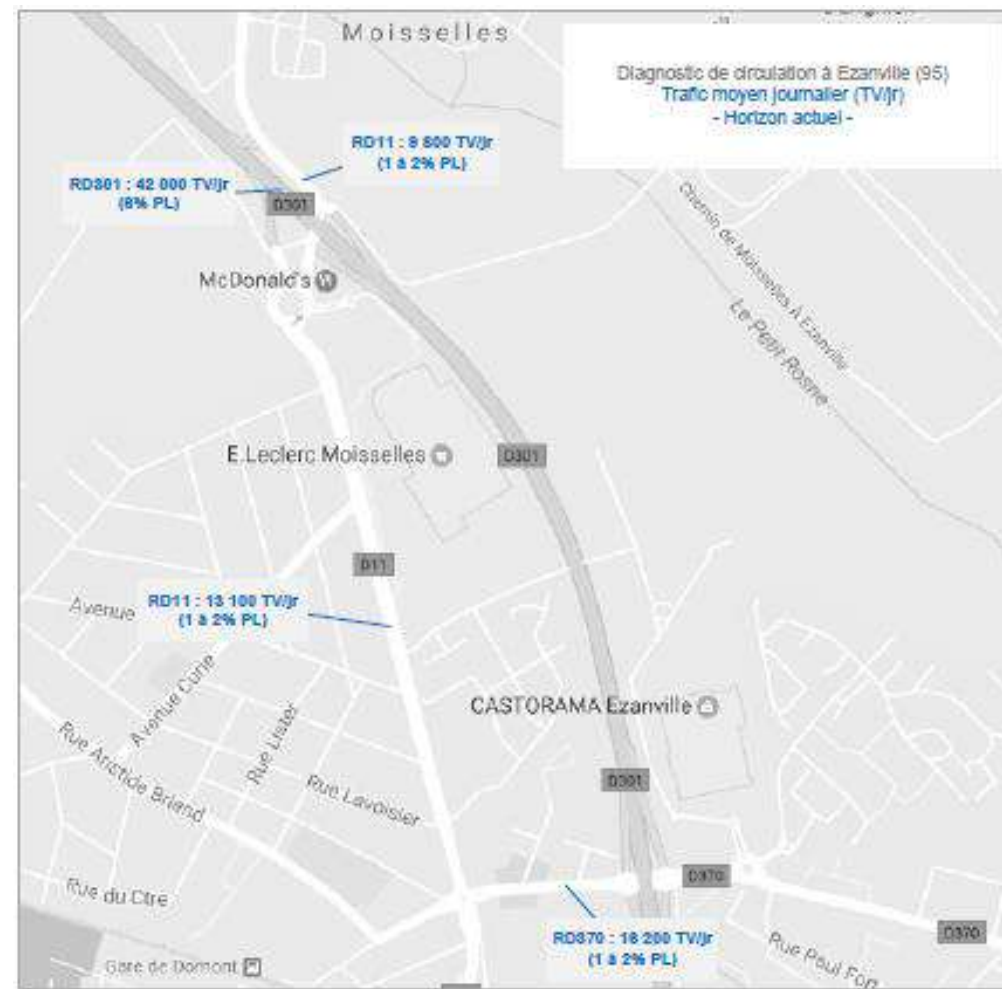 Moisselles
Diagnostic de circulation à Ezanville (95)
Trafic moyen journalier (TV/jr)
- Horizon actuel -
RD11 : 9 800 TV/jr
(1 à 2% PL)
RD301 : 42 000 TV/jr
(8% PL)
D301
Chemin de Moisselles À Ezanville
McDonald's
Le Petit Rosne
E.Leclerc Moisselles
D301
D11
RD11 : 13 100 TV/jr
(1 à 2% PL)
Avenue
Avenue Curie
CASTORAMA Ezanville
Rue Lister
Rue Aristide Briand
Rue Lavoisier
D301
D370
Rue du Ctre
D370
RD370 : 16 200 TV/jr
(1 à 2% PL)
Rue Paul Fort
Gare de Domont